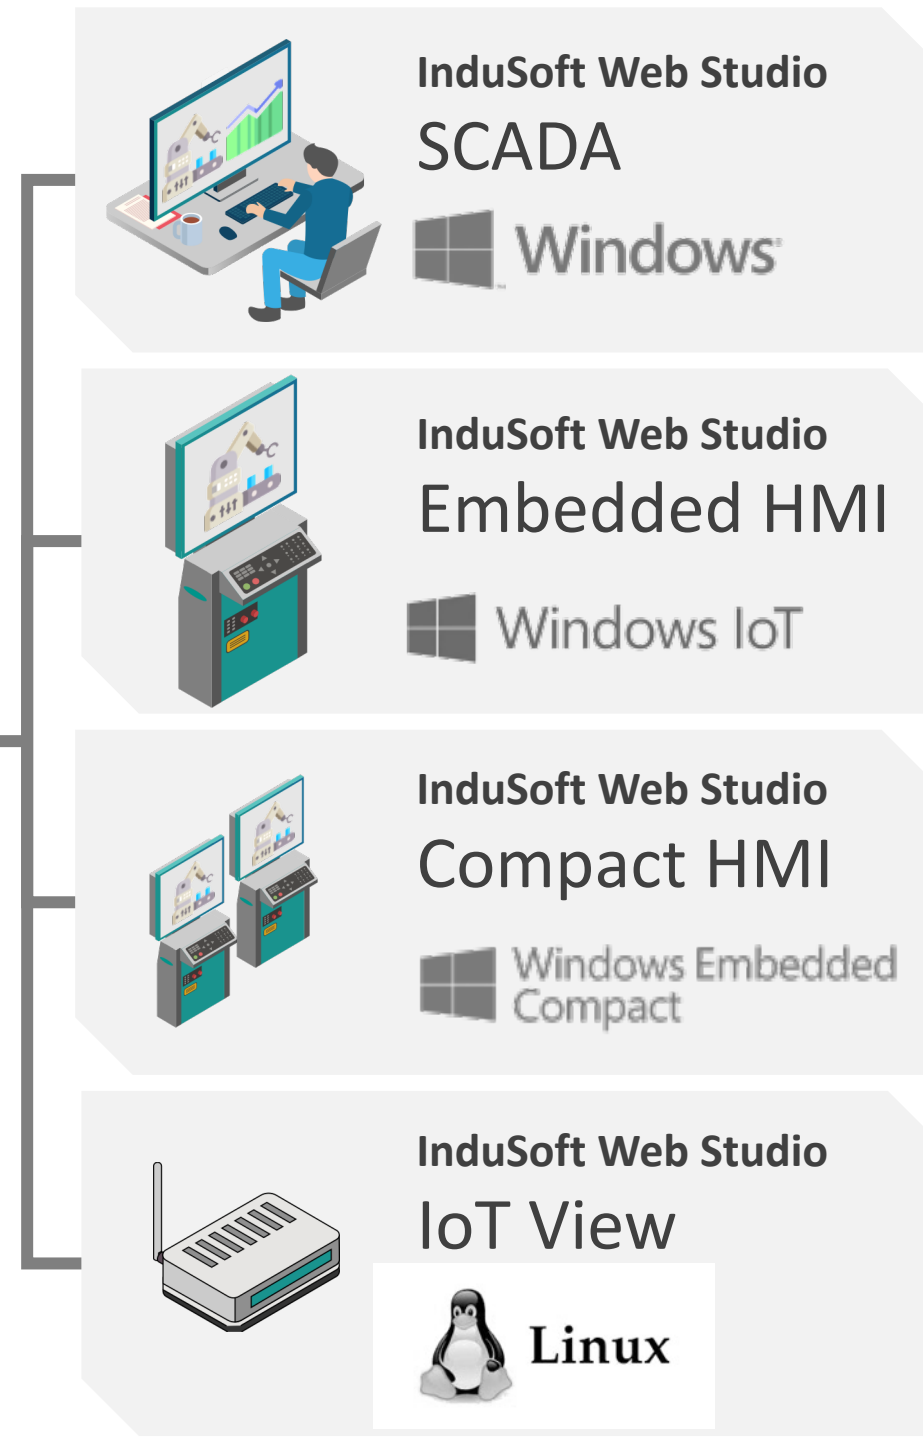 InduSoft Web Studio
SCADA
Windows
InduSoft Web Studio
Embedded HMI
Windows IoT
InduSoft Web Studio
Compact HMI
Windows Embedded
Compact
InduSoft Web Studio
IoT View
Linux